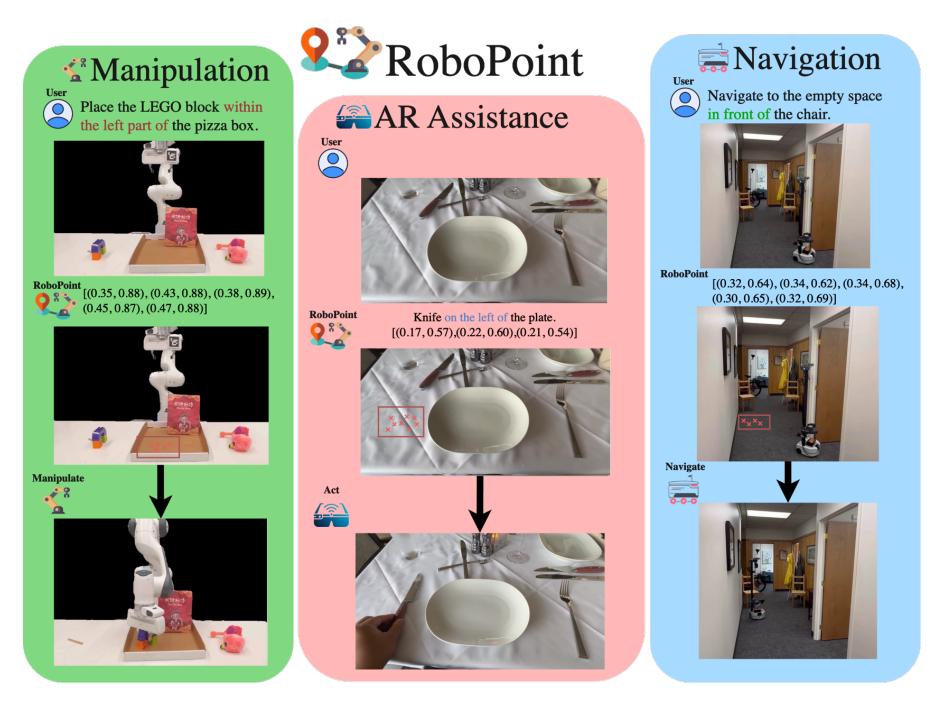 RoboPoint
Manipulation
User
Place the LEGO block within
the left part of the pizza box.
RoboPoint
[(0.35, 0.88), (0.43, 0.88), (0.38, 0.89),
(0.45, 0.87), (0.47, 0.88)]
Manipulate
AR Assistance
User
RoboPoint
Knife on the left of the plate.
[(0.17, 0.57),(0.22, 0.60),(0.21, 0.54)]
Act
Navigation
User
Navigate to the empty space
in front of the chair.
RoboPoint
[(0.32, 0.64), (0.34, 0.62), (0.34, 0.68),
(0.30, 0.65), (0.32, 0.69)]
Navigate